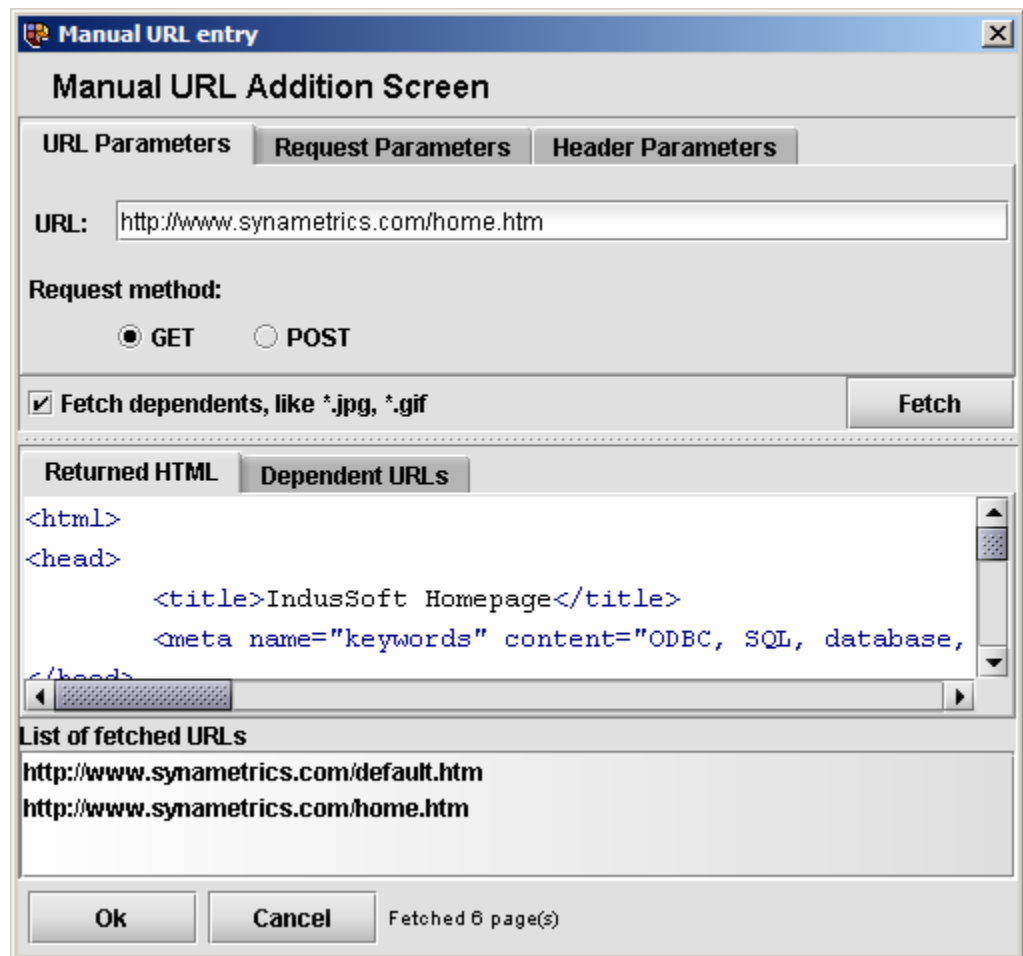 Manual URL entry
Manual URL Addition Screen
URL Parameters Request Parameters Header Parameters
URL: http://www.synametrics.com/home.htm
Request method:
GET POST
Fetch dependents, like *.jpg, *.gif Fetch
Returned HTML Dependent URLs
<html>
<head>
<title>IndusSoft Homepage</title>
<meta name="keywords" content="ODBC, SQL, database,
</head>
List of fetched URLs
http://www.synametrics.com/default.htm
http://www.synametrics.com/home.htm
Ok Cancel Fetched 6 page(s)